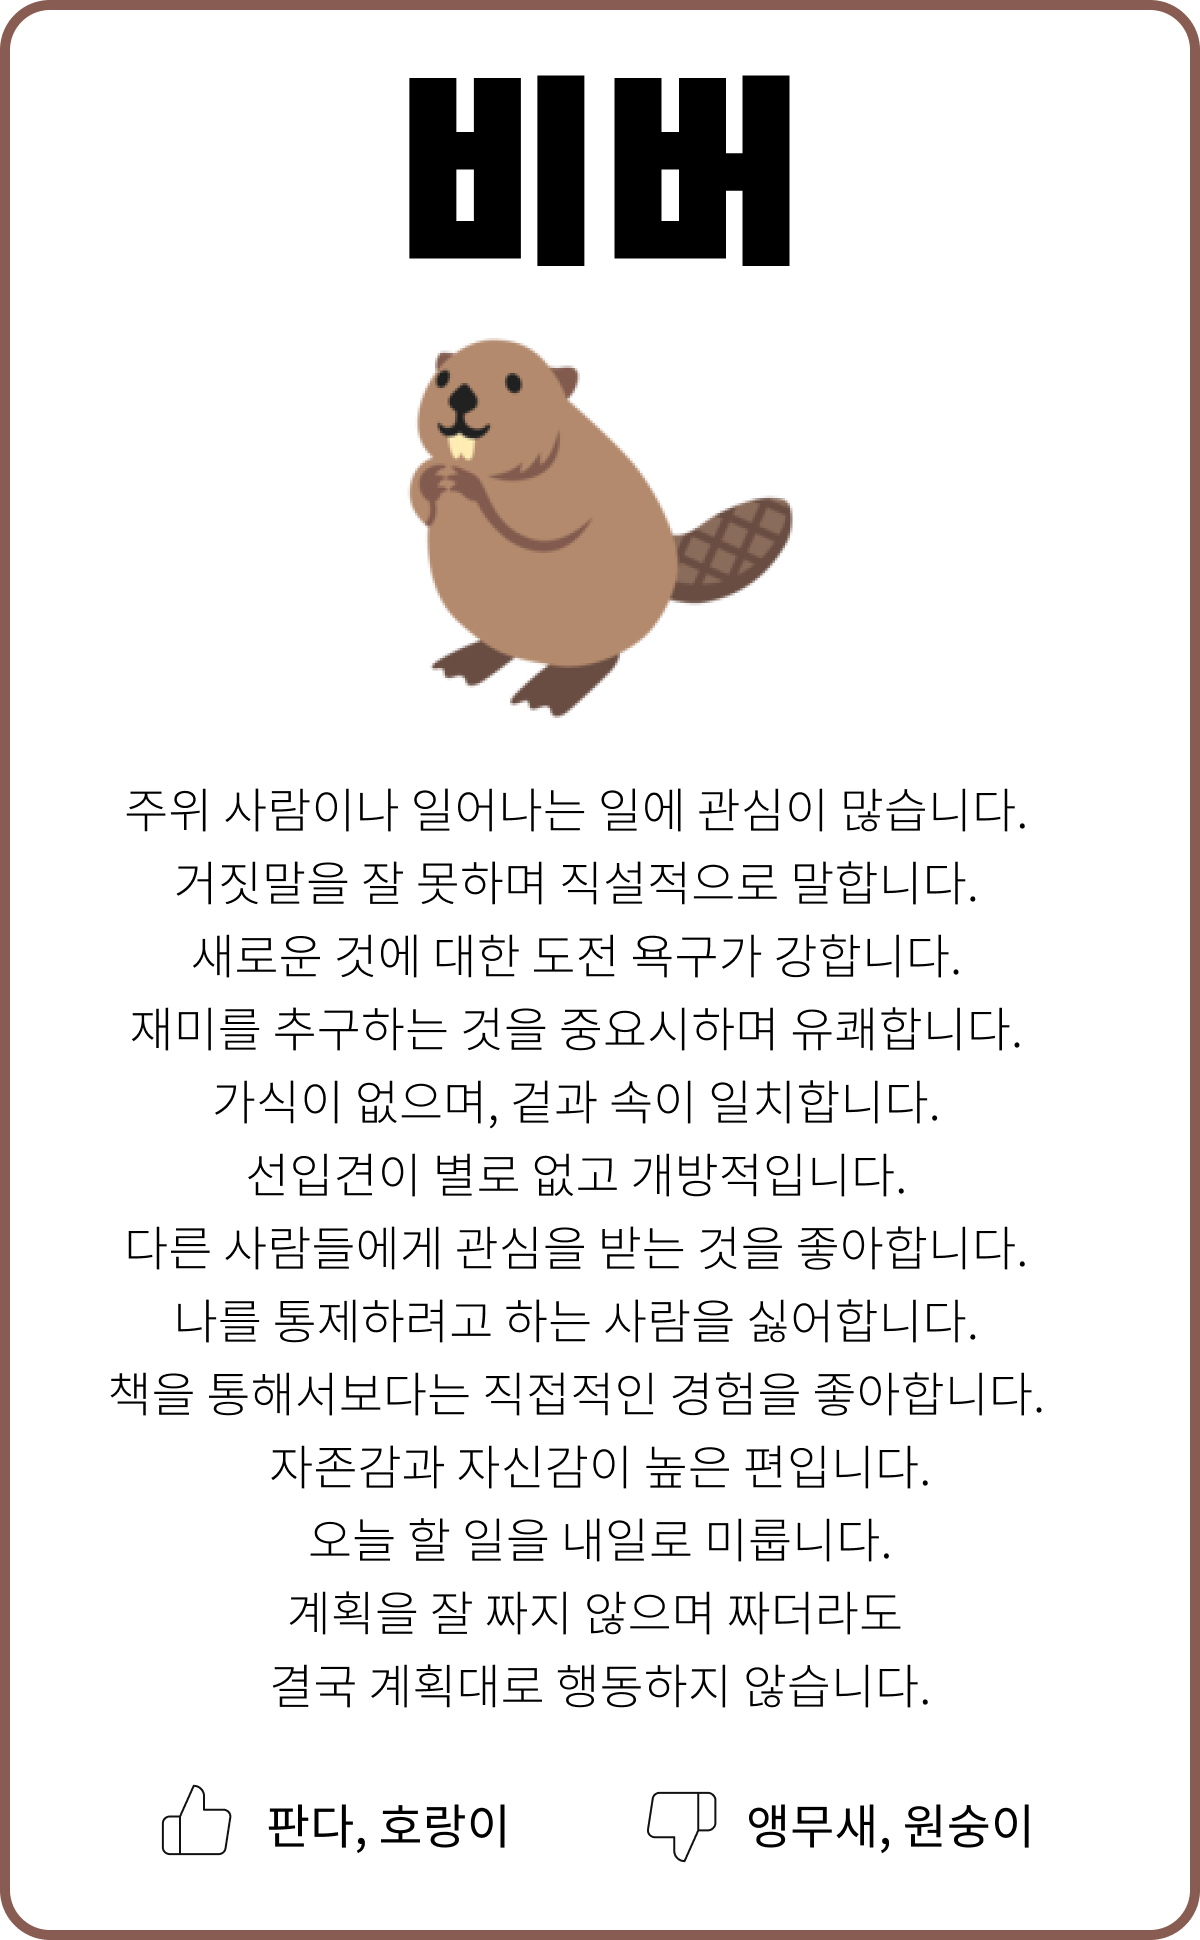 비버
주위 사람이나 일어나는 일에 관심이 많습니다.
거짓말을 잘 못하며 직설적으로 말합니다.
새로운 것에 대한 도전 욕구가 강합니다.
재미를 추구하는 것을 중요시하며 유쾌합니다.
가식이 없으며, 겉과 속이 일치합니다.
선입견이 별로 없고 개방적입니다.
다른 사람들에게 관심을 받는 것을 좋아합니다.
나를 통제하려고 하는 사람을 싫어합니다.
책을 통해서보다는 직접적인 경험을 좋아합니다.
자존감과 자신감이 높은 편입니다.
오늘 할 일을 내일로 미룹니다.
계획을 잘 짜지 않으며 짜더라도
결국 계획대로 행동하지 않습니다.
판다, 호랑이
앵무새, 원숭이